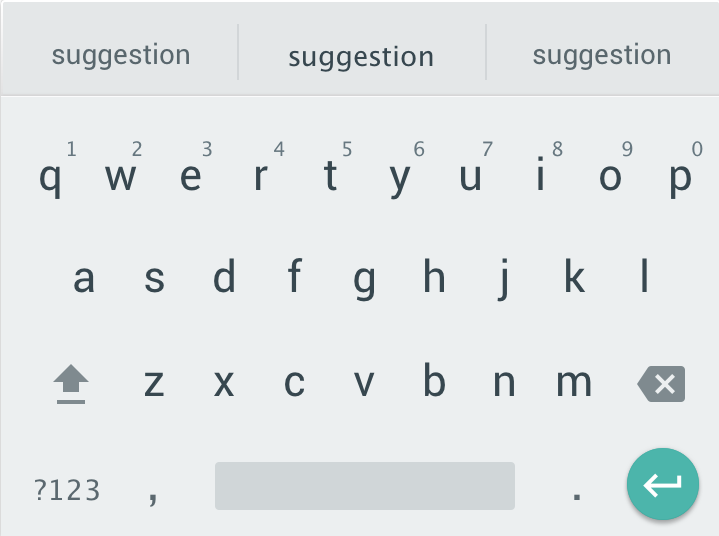 suggestion suggestion suggestion
1 2 3 4 5 6 7 8 9 0
q w e r t y u i o p
a s d f g h j k l
z x c v b n m
?123 , .